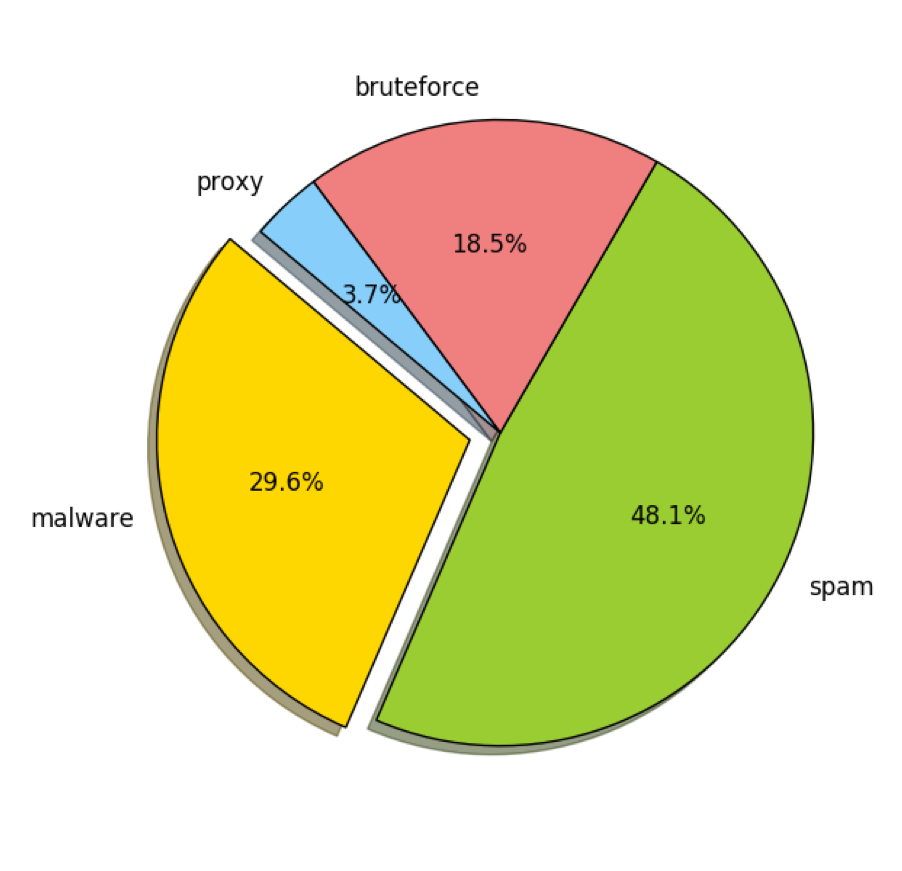 bruteforce
proxy
18.5%
3.7%
29.6%
malware
48.1%
spam